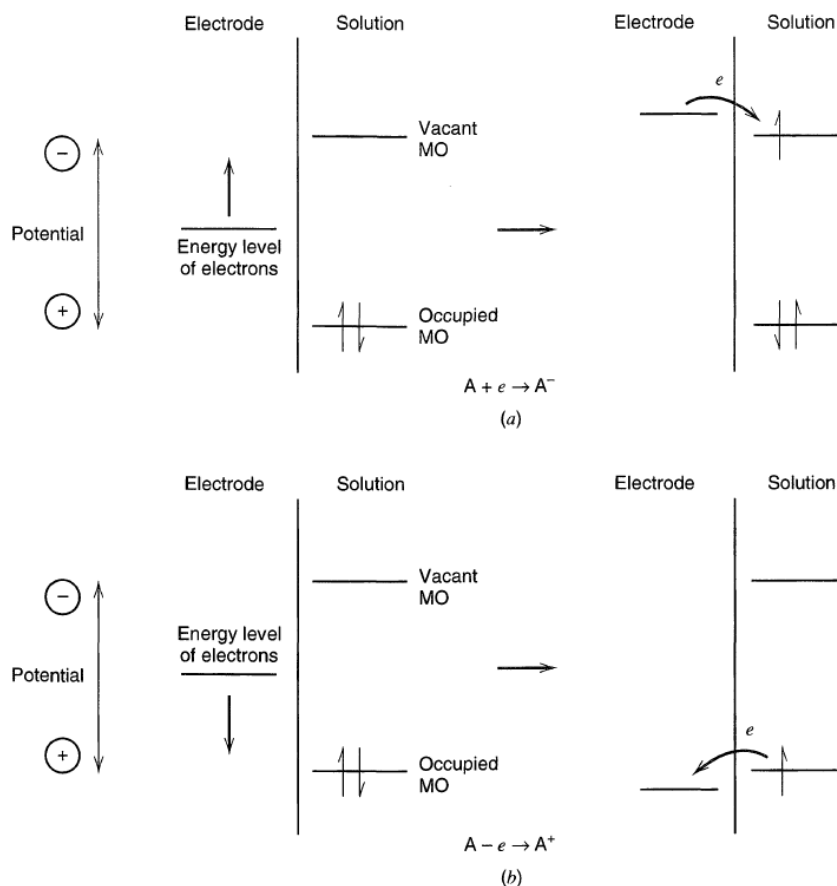 Electrode Solution Electrode Solution
e
Vacant
MO
−
Potential
Energy level
of electrons
+
Occupied
MO
A + e → A⁻
(a)
Electrode Solution Electrode Solution
Vacant
MO
−
Energy level
of electrons
Potential
e
+
Occupied
MO
A − e → A⁺
(b)